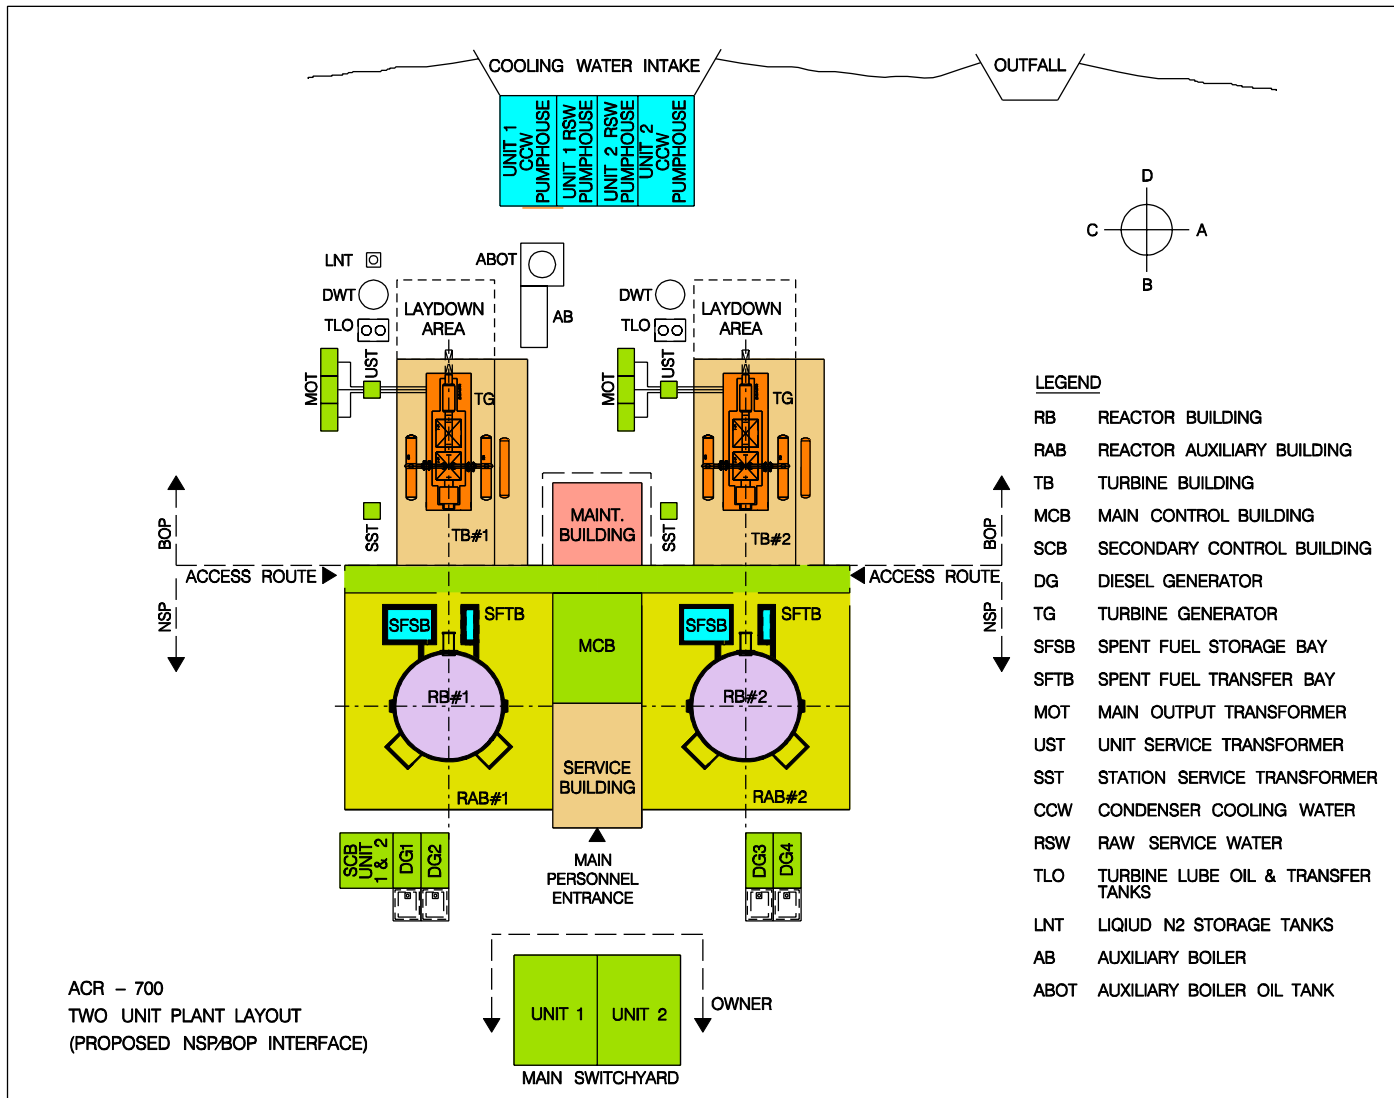 COOLING WATER INTAKE
OUTFALL
UNIT 1
CCW
PUMPHOUSE
UNIT 1 RSW
PUMPHOUSE
UNIT 2 RSW
PUMPHOUSE
UNIT 2
CCW
PUMPHOUSE
D
C
A
B
LNT
ABOT
DWT
DWT
LAYDOWN
AREA
TLO
AB
LAYDOWN
AREA
TLO
UST
MOT
TG
UST
MOT
TG
SST
TB#1
MAINT.
BUILDING
SST
TB#2
BOP
BOP
ACCESS ROUTE
ACCESS ROUTE
NSP
NSP
SFSB
SFTB
MCB
SFSB
SFTB
RB#1
RB#2
SERVICE
BUILDING
RAB#1
RAB#2
SCB
UNIT
1 & 2
DG1
DG2
DG3
DG4
MAIN
PERSONNEL
ENTRANCE
UNIT 1
UNIT 2
OWNER
MAIN SWITCHYARD
LEGEND
RB REACTOR BUILDING
RAB REACTOR AUXILIARY BUILDING
TB TURBINE BUILDING
MCB MAIN CONTROL BUILDING
SCB SECONDARY CONTROL BUILDING
DG DIESEL GENERATOR
TG TURBINE GENERATOR
SFSB SPENT FUEL STORAGE BAY
SFTB SPENT FUEL TRANSFER BAY
MOT MAIN OUTPUT TRANSFORMER
UST UNIT SERVICE TRANSFORMER
SST STATION SERVICE TRANSFORMER
CCW CONDENSER COOLING WATER
RSW RAW SERVICE WATER
TLO TURBINE LUBE OIL & TRANSFER
TANKS
LNT LIQIUD N2 STORAGE TANKS
AB AUXILIARY BOILER
ABOT AUXILIARY BOILER OIL TANK
ACR - 700
TWO UNIT PLANT LAYOUT
(PROPOSED NSP/BOP INTERFACE)